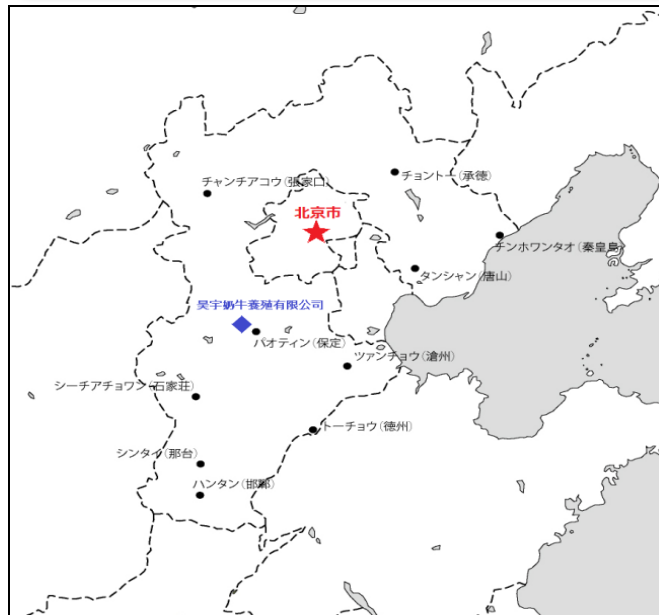 チョントー(承徳)
チャンチアコウ(張家口)
北京市
チンホワンタオ(秦皇島)
タンシャン(唐山)
昊宇奶牛養殖有限公司
パオティン(保定)
ツァンチョウ(滄州)
シーチアチョワン(石家荘)
トーチョウ(徳州)
シンタイ(那台)
ハンタン(邯鄲)